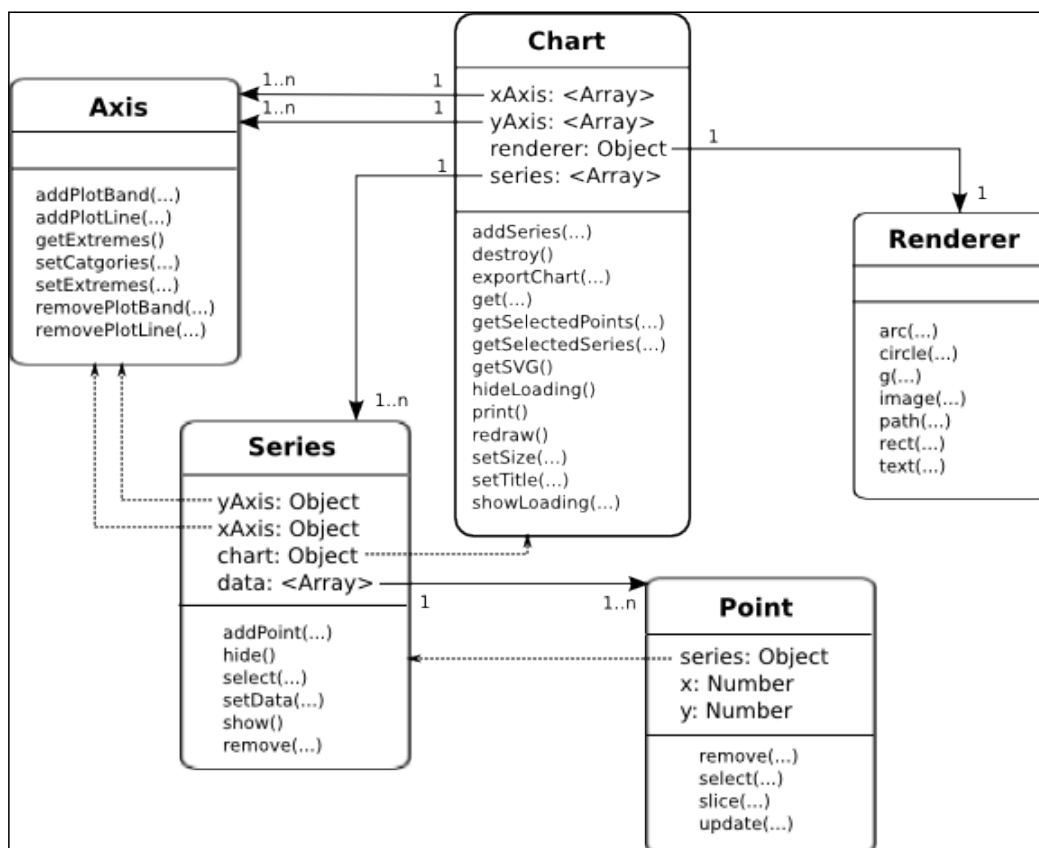 Chart
xAxis: <Array>
yAxis: <Array>
renderer: Object
series: <Array>
addSeries(...)
destroy()
exportChart(...)
get(...)
getSelectedPoints(...)
getSelectedSeries(...)
getSVG()
hideLoading()
print()
redraw()
setSize(...)
setTitle(...)
showLoading(...)
1..n
1
1..n
1
1
1
1
1..n
Axis
addPlotBand(...)
addPlotLine(...)
getExtremes()
setCatgories(...)
setExtremes(...)
removePlotBand(...)
removePlotLine(...)
Renderer
arc(...)
circle(...)
g(...)
image(...)
path(...)
rect(...)
text(...)
Series
yAxis: Object
xAxis: Object
chart: Object
data: <Array>
addPoint(...)
hide()
select(...)
setData(...)
show()
remove(...)
1
1..n
Point
series: Object
x: Number
y: Number
remove(...)
select(...)
slice(...)
update(...)